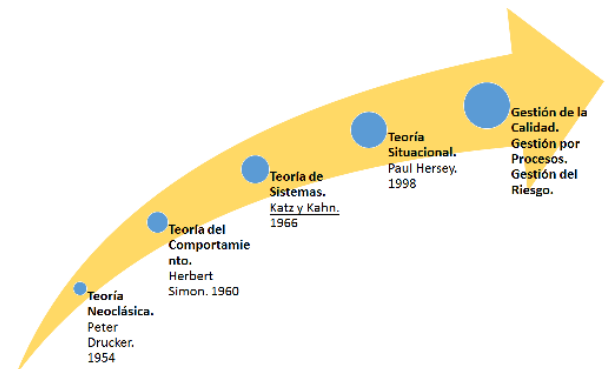 Teoría
Neoclásica.
Peter
Drucker.
1954
Teoría del
Comportamie
nto.
Herbert
Simon. 1960
Teoría de
Sistemas.
Katz y Kahn.
1966
Teoría
Situacional.
Paul Hersey.
1998
Gestión de la
Calidad.
Gestión por
Procesos.
Gestión del
Riesgo.